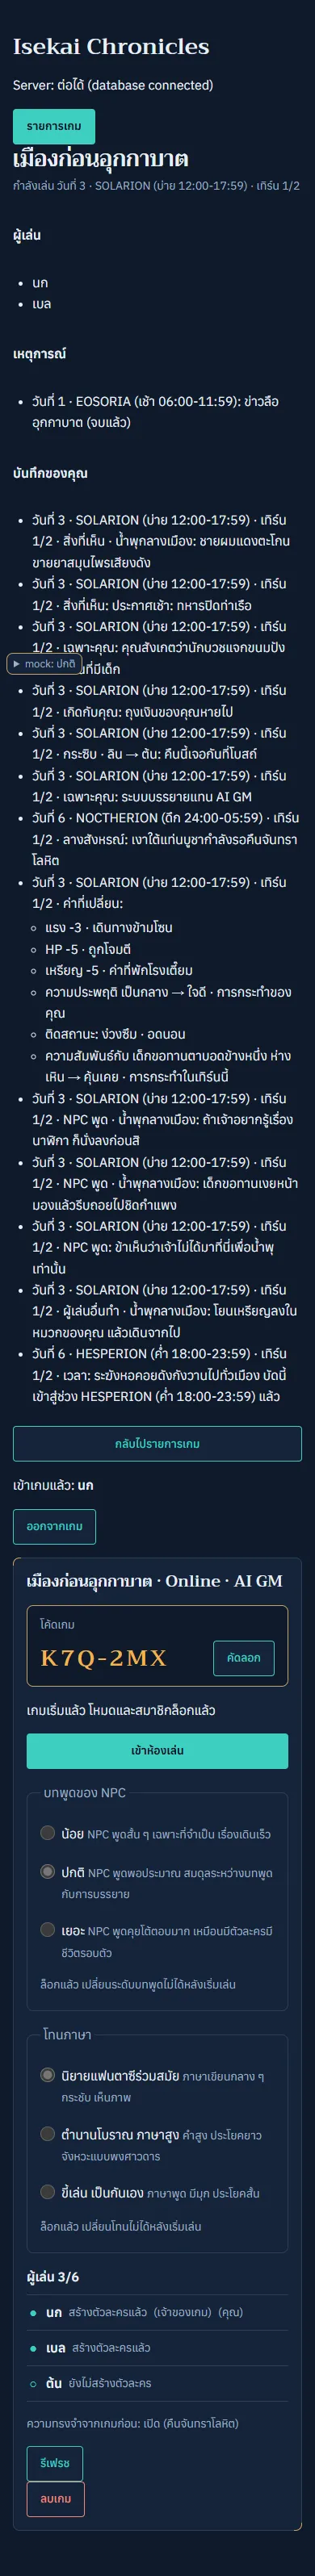 Isekai Chronicles
Server: ต่อได้ (database connected)
รายการเกม
เมืองก่อนอุกกาบาต
กำลังเล่น วันที่ 3 · SOLARION (บ่าย 12:00-17:59) · เทิร์น 1/2
ผู้เล่น
• นก
• เบล
เหตุการณ์
• วันที่ 1 · EOSORIA (เช้า 06:00-11:59): ข่าวลือ
อุกกาบาต (จบแล้ว)
บันทึกของคุณ
• วันที่ 3 · SOLARION (บ่าย 12:00-17:59) · เทิร์น
1/2 · สิ่งที่เห็น · น้ำพุกลางเมือง: ชายผมแดงตะโกน
ขายยาสมุนไพรเสียงดัง
• วันที่ 3 · SOLARION (บ่าย 12:00-17:59) · เทิร์น
1/2 · สิ่งที่เห็น: ประกาศเช้า: ทหารปิดท่าเรือ
• วันที่ 3 · SOLARION (บ่าย 12:00-17:59) · เทิร์น
1/2 · เฉพาะคุณ: คุณสังเกตว่านักบวชแจกขนมปัง
▶ mock: ปกติ
ที่มีเด็ก
• วันที่ 3 · SOLARION (บ่าย 12:00-17:59) · เทิร์น
1/2 · เกิดกับคุณ: ถุงเงินของคุณหายไป
• วันที่ 3 · SOLARION (บ่าย 12:00-17:59) · เทิร์น
1/2 · กระซิบ · ลิน → ต้น: คืนนี้เจอกันที่โบสถ์
• วันที่ 3 · SOLARION (บ่าย 12:00-17:59) · เทิร์น
1/2 · เฉพาะคุณ: ระบบบรรยายแทน AI GM
• วันที่ 6 · NOCTHERION (ดึก 24:00-05:59) · เทิร์น
1/2 · ลางสังหรณ์: เงาใต้แท่นบูชากำลังรอคืนจันทรา
โลหิต
• วันที่ 3 · SOLARION (บ่าย 12:00-17:59) · เทิร์น
1/2 · ค่าที่เปลี่ยน:
◦ แรง -3 · เดินทางข้ามโซน
◦ HP -5 · ถูกโจมตี
◦ เหรียญ -5 · ค่าที่พักโรงเตี๊ยม
◦ ความประพฤติ เป็นกลาง → ใจดี · การกระทำของ
คุณ
◦ ติดสถานะ: ง่วงซึม · อดนอน
◦ ความสัมพันธ์กับ เด็กขอทานตาบอดข้างหนึ่ง ห่าง
เหิน → คุ้นเคย · การกระทำในเทิร์นนี้
• วันที่ 3 · SOLARION (บ่าย 12:00-17:59) · เทิร์น
1/2 · NPC พูด · น้ำพุกลางเมือง: ถ้าเจ้าอยากรู้เรื่อง
นาฬิกา ก็นั่งลงก่อนสิ
• วันที่ 3 · SOLARION (บ่าย 12:00-17:59) · เทิร์น
1/2 · NPC พูด · น้ำพุกลางเมือง: เด็กขอทานเงยหน้า
มองแล้วรีบถอยไปชิดกำแพง
• วันที่ 3 · SOLARION (บ่าย 12:00-17:59) · เทิร์น
1/2 · NPC พูด: ข้าเห็นว่าเจ้าไม่ได้มาที่นี่เพื่อน้ำพุ
เท่านั้น
• วันที่ 3 · SOLARION (บ่าย 12:00-17:59) · เทิร์น
1/2 · ผู้เล่นอื่นทำ · น้ำพุกลางเมือง: โยนเหรียญลงใน
หมวกของคุณ แล้วเดินจากไป
• วันที่ 6 · HESPERION (ค่ำ 18:00-23:59) · เทิร์น
1/2 · เวลา: ระฆังหอคอยดังกังวานไปทั่วเมือง บัดนี้
เข้าสู่ช่วง HESPERION (ค่ำ 18:00-23:59) แล้ว
กลับไปรายการเกม
เข้าเกมแล้ว: นก
ออกจากเกม
เมืองก่อนอุกกาบาต · Online · AI GM
โค้ดเกม
K7Q-2MX
คัดลอก
เกมเริ่มแล้ว โหมดและสมาชิกล็อกแล้ว
เข้าห้องเล่น
บทพูดของ NPC
น้อย NPC พูดสั้น ๆ เฉพาะที่จำเป็น เรื่องเดินเร็ว
ปกติ NPC พูดพอประมาณ สมดุลระหว่างบทพูด
กับการบรรยาย
เยอะ NPC พูดคุยโต้ตอบมาก เหมือนมีตัวละครมี
ชีวิตรอบตัว
ล็อกแล้ว เปลี่ยนระดับบทพูดไม่ได้หลังเริ่มเล่น
โทนภาษา
นิยายแฟนตาซีร่วมสมัย ภาษาเขียนกลาง ๆ
กระชับ เห็นภาพ
ตำนานโบราณ ภาษาสูง คำสูง ประโยคยาว
จังหวะแบบพงศาวดาร
ขี้เล่น เป็นกันเอง ภาษาพูด มีมุก ประโยคสั้น
ล็อกแล้ว เปลี่ยนโทนไม่ได้หลังเริ่มเล่น
ผู้เล่น 3/6
นก สร้างตัวละครแล้ว (เจ้าของเกม) (คุณ)
เบล สร้างตัวละครแล้ว
ต้น ยังไม่สร้างตัวละคร
ความทรงจำจากเกมก่อน: เปิด (คืนจันทราโลหิต)
รีเฟรช
ลบเกม